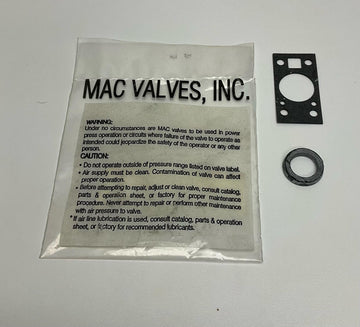 MAC VALVES, INC.
WARNING:
Under no circumstances are MAC valves to be used in power
press operation or circuits where failure of the valve to operate as
intended could jeopardize the safety of the operator or any other
person.
CAUTION:
• Do not operate outside of pressure range listed on valve label.
• Air supply must be clean. Contamination of valve can affect
proper operation.
• Before attempting to repair, adjust or clean valve, consult catalog,
parts & operation sheet, or factory for proper maintenance
procedure. Never attempt to repair or perform other maintenance
with air pressure to valve.
* If air line lubrication is used, consult catalog, parts & operation
sheet, or factory for recommended lubricants.